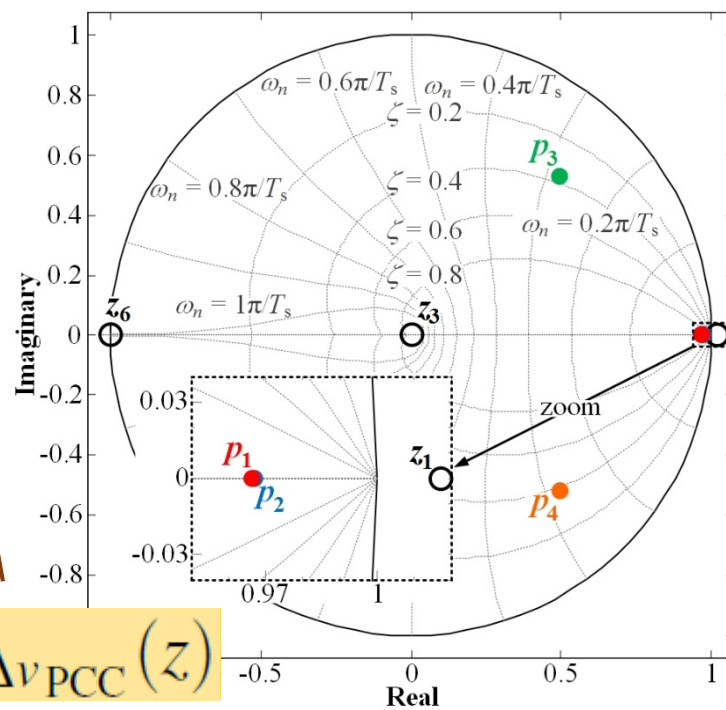 1
0.8
0.6
0.4
0.2
0
-0.2
-0.4
-0.6
-0.8
Imaginary
ωₙ = 0.6π/Tₛ
ωₙ = 0.4π/Tₛ
ζ = 0.2
p₃
ωₙ = 0.8π/Tₛ
ζ = 0.4
ωₙ = 0.2π/Tₛ
ζ = 0.6
ζ = 0.8
z₆
ωₙ = 1π/Tₛ
z₃
zoom
0.03
0
-0.03
p₁
p₂
z₁
p₄
0.97
1
Δv_PCC (z)
-0.5
0
0.5
1
Real